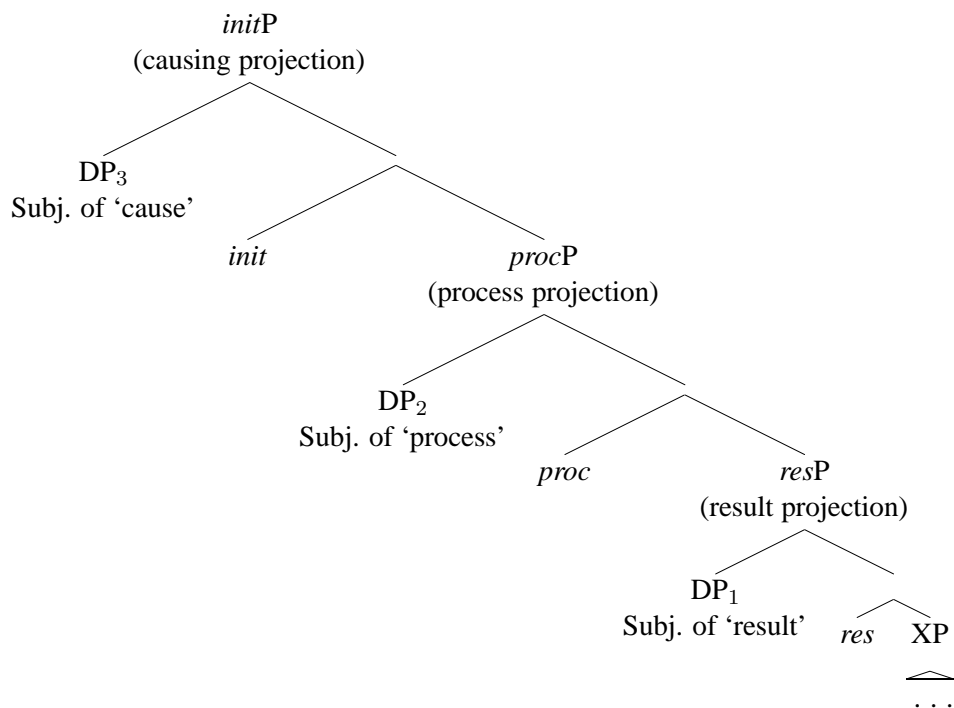 initP
(causing projection)
DP₃
Subj. of ‘cause’
init
procP
(process projection)
DP₂
Subj. of ‘process’
proc
resP
(result projection)
DP₁
Subj. of ‘result’
res XP
. . .